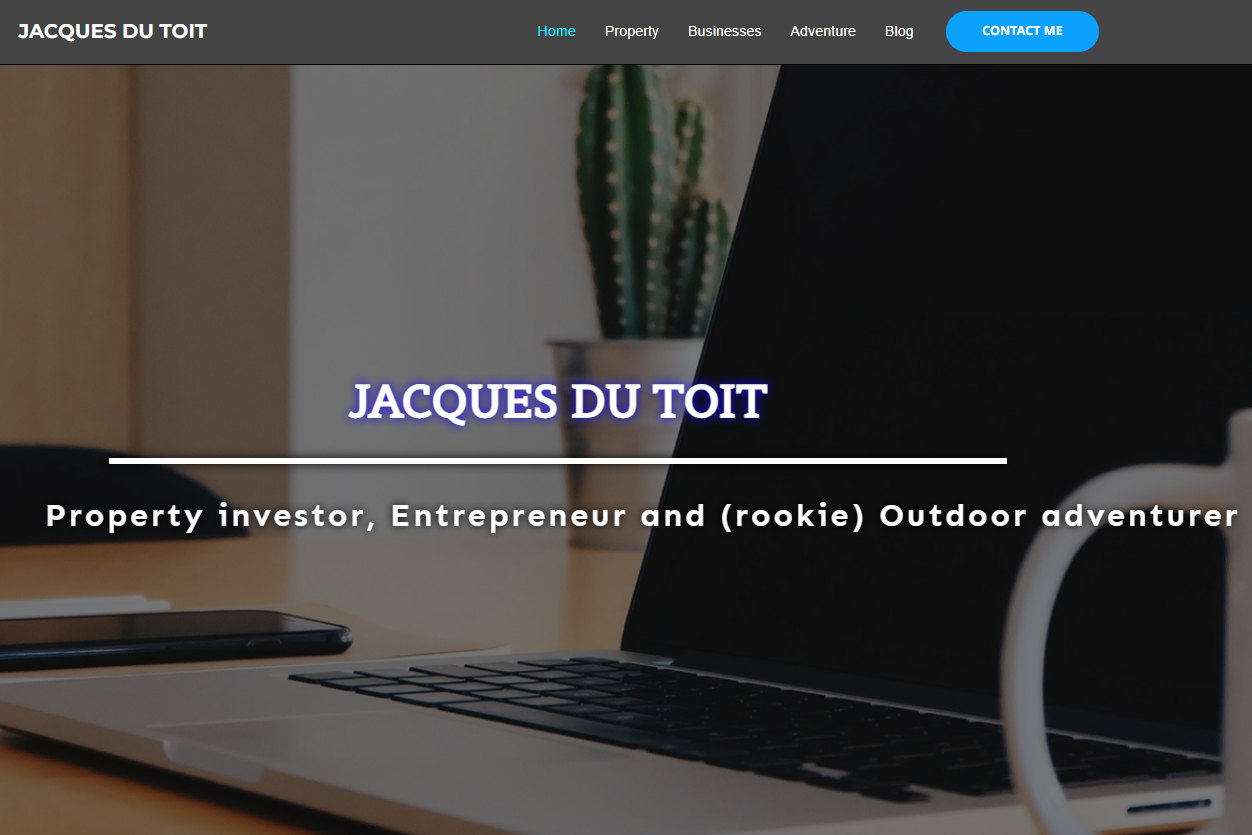 JACQUES DU TOIT
Home Property Businesses Adventure Blog CONTACT ME
JACQUES DU TOIT
Property investor, Entrepreneur and (rookie) Outdoor adventurer